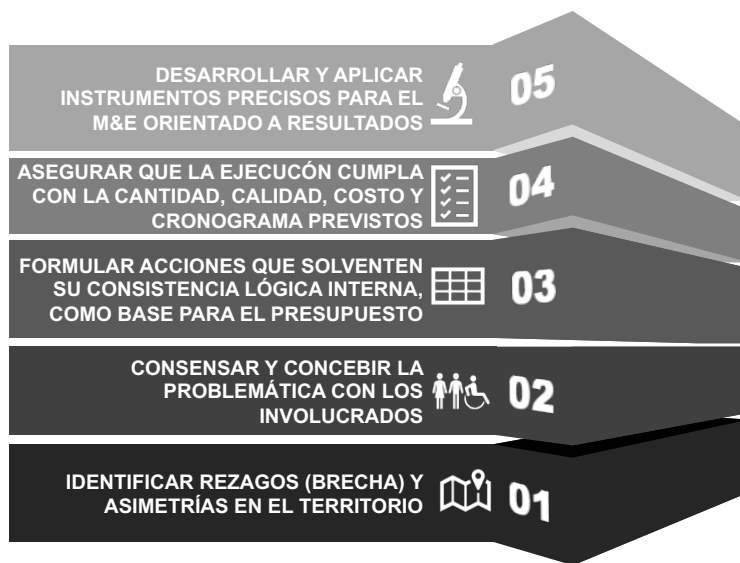 DESARROLLAR Y APLICAR
INSTRUMENTOS PRECISOS PARA EL
M&E ORIENTADO A RESULTADOS
05
ASEGURAR QUE LA EJECUCÓN CUMPLA
CON LA CANTIDAD, CALIDAD, COSTO Y
CRONOGRAMA PREVISTOS
04
FORMULAR ACCIONES QUE SOLVENTEN
SU CONSISTENCIA LÓGICA INTERNA,
COMO BASE PARA EL PRESUPUESTO
03
CONSENSAR Y CONCEBIR LA
PROBLEMÁTICA CON LOS
INVOLUCRADOS
02
IDENTIFICAR REZAGOS (BRECHA) Y
ASIMETRÍAS EN EL TERRITORIO
01